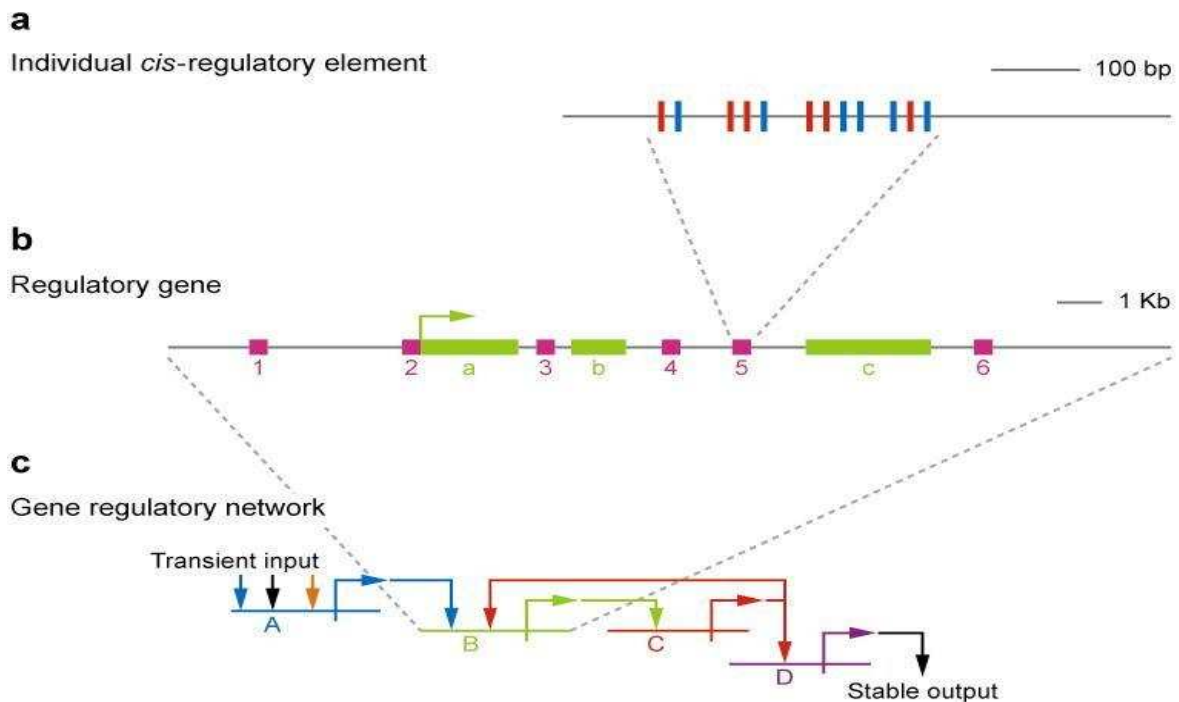 a
Individual cis-regulatory element
100 bp
b
Regulatory gene
1 Kb
1 2 a 3 b 4 5 c 6
c
Gene regulatory network
Transient input
A B C
D
Stable output